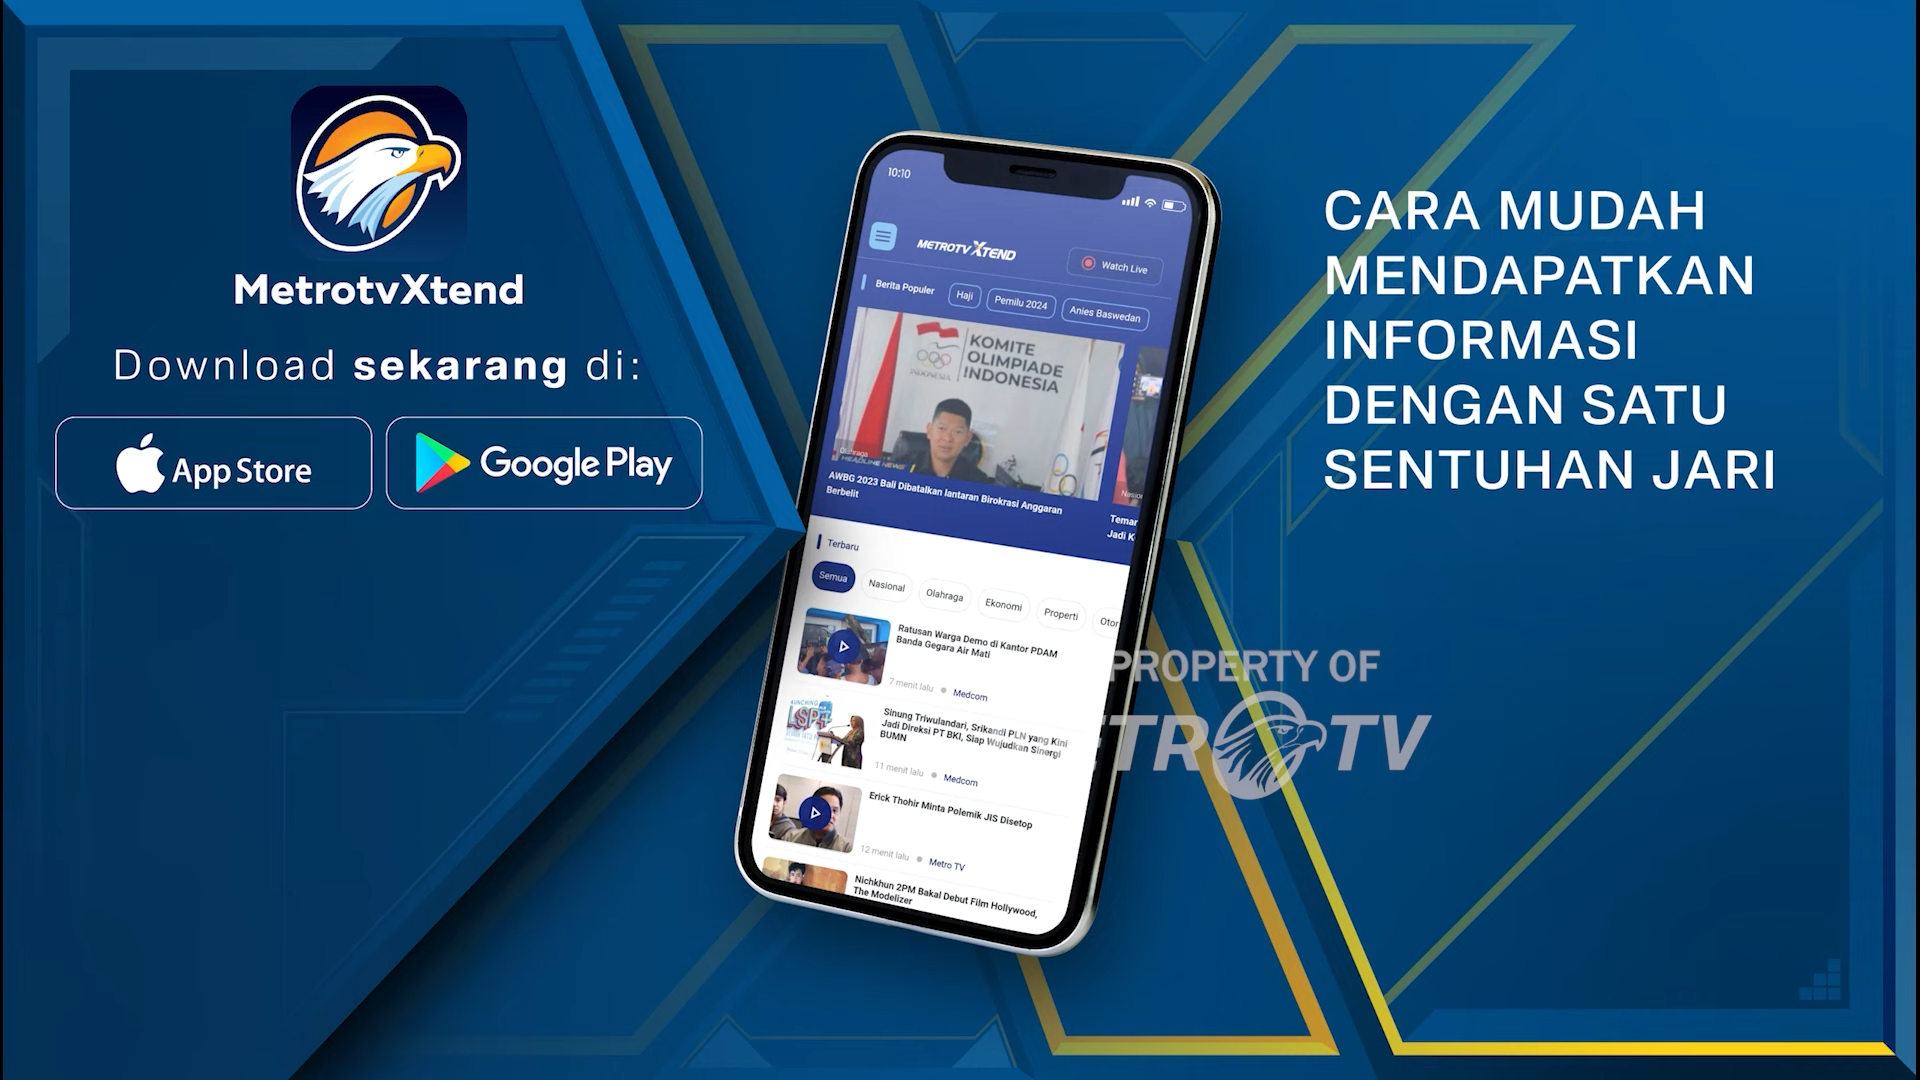 MetrotvXtend
Download sekarang di:
App Store
Google Play
10:10
METROTV XTEND
Watch Live
Berita Populer
Haji
Pemilu 2024
Anies Baswedan
KOMITE
OLIMPIADE
INDONESIA
INDONESIA
Olahraga
HEADLINE NEWS
AWBG 2023 Bali Dibatalkan lantaran Birokrasi Anggaran
Berbelit
Terbaru
Semua
Nasional
Olahraga
Ekonomi
Properti
Ratusan Warga Demo di Kantor PDAM
Banda Gegara Air Mati
7 menit lalu
Medcom
Sinung Triwulandari, Srikandi PLN yang Kini
Jadi Direksi PT BKI, Siap Wujudkan Sinergi
BUMN
11 menit lalu
Medcom
Erick Thohir Minta Polemik JIS Disetop
12 menit lalu
Metro TV
Nichkhun 2PM Bakal Debut Film Hollywood,
The Modelizer
CARA MUDAH
MENDAPATKAN
INFORMASI
DENGAN SATU
SENTUHAN JARI
PROPERTY OF
TV